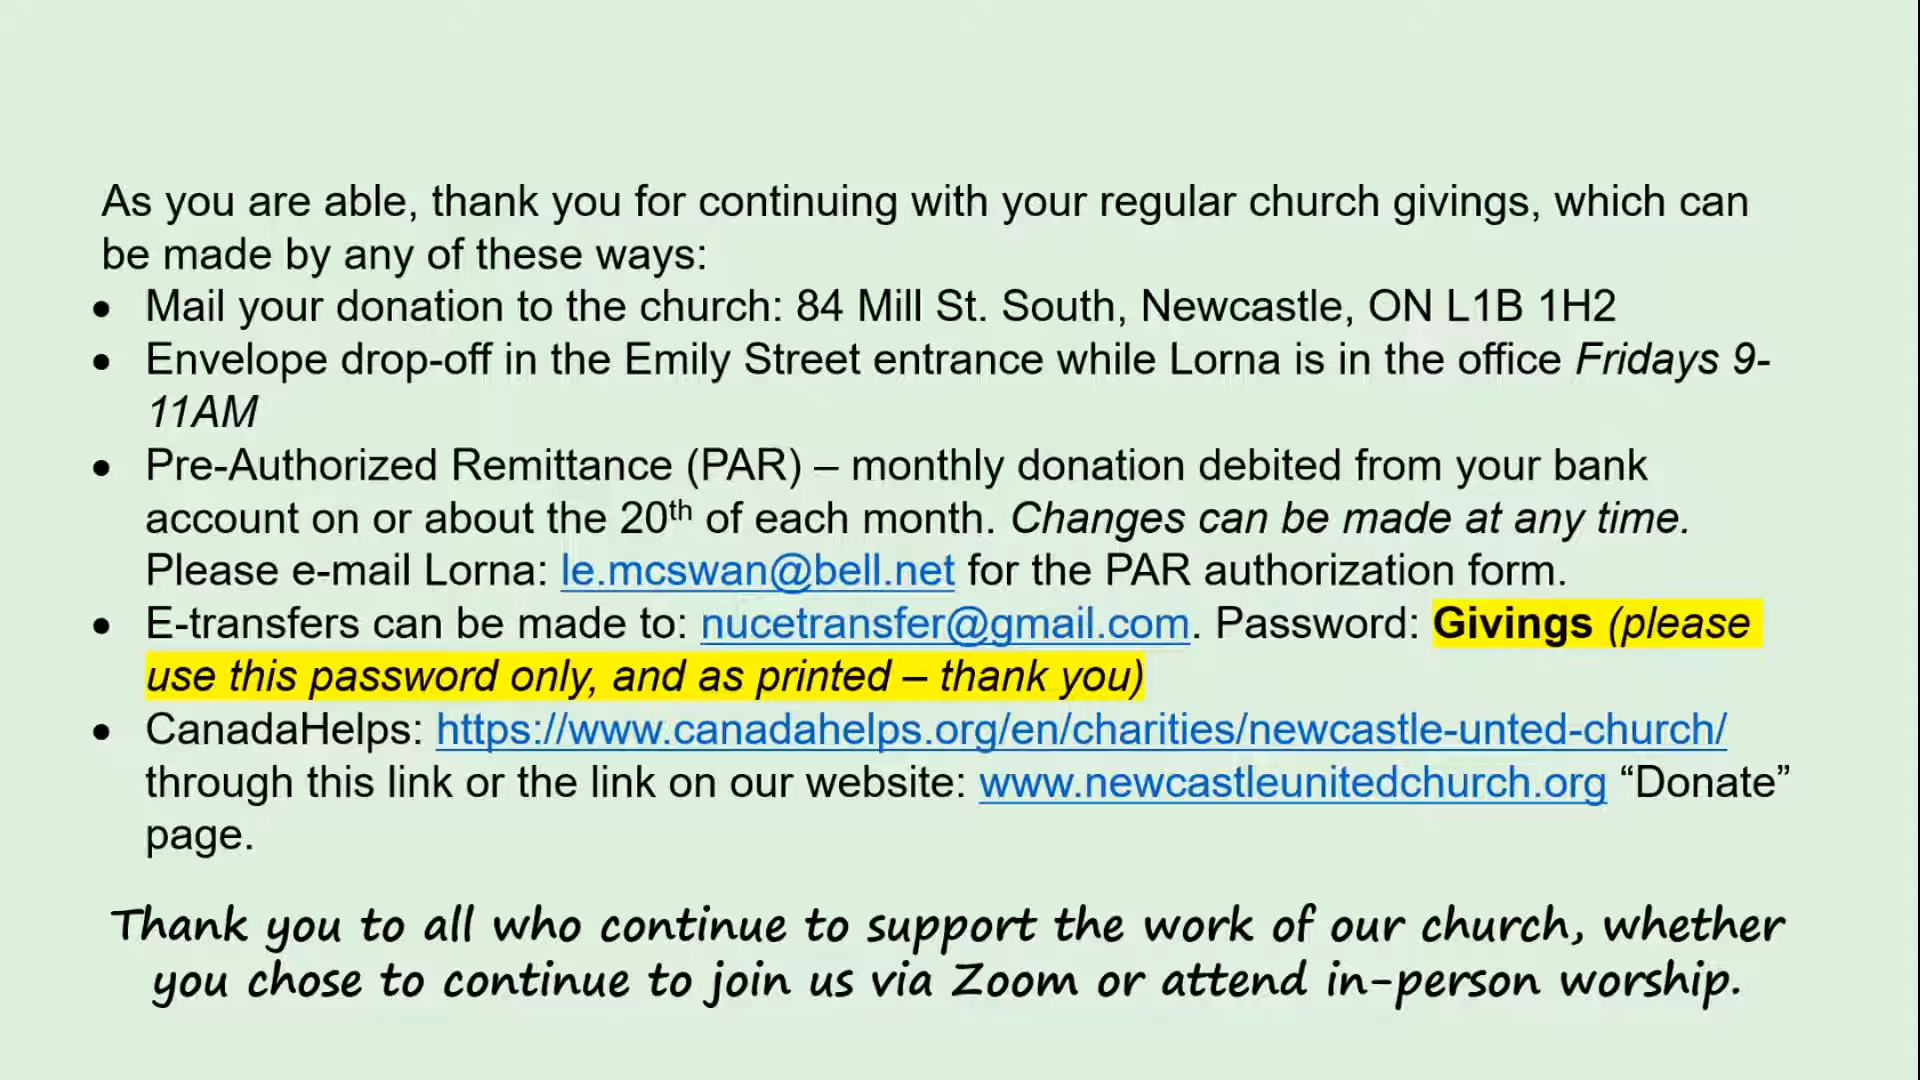 As you are able, thank you for continuing with your regular church givings, which can
be made by any of these ways:
• Mail your donation to the church: 84 Mill St. South, Newcastle, ON L1B 1H2
• Envelope drop-off in the Emily Street entrance while Lorna is in the office Fridays 9-
11AM
• Pre-Authorized Remittance (PAR) – monthly donation debited from your bank
account on or about the 20th of each month. Changes can be made at any time.
Please e-mail Lorna: le.mcswan@bell.net for the PAR authorization form.
• E-transfers can be made to: nucetransfer@gmail.com. Password: Givings (please
use this password only, and as printed – thank you)
• CanadaHelps: https://www.canadahelps.org/en/charities/newcastle-unted-church/
through this link or the link on our website: www.newcastleunitedchurch.org “Donate”
page.
Thank you to all who continue to support the work of our church, whether
you chose to continue to join us via Zoom or attend in-person worship.